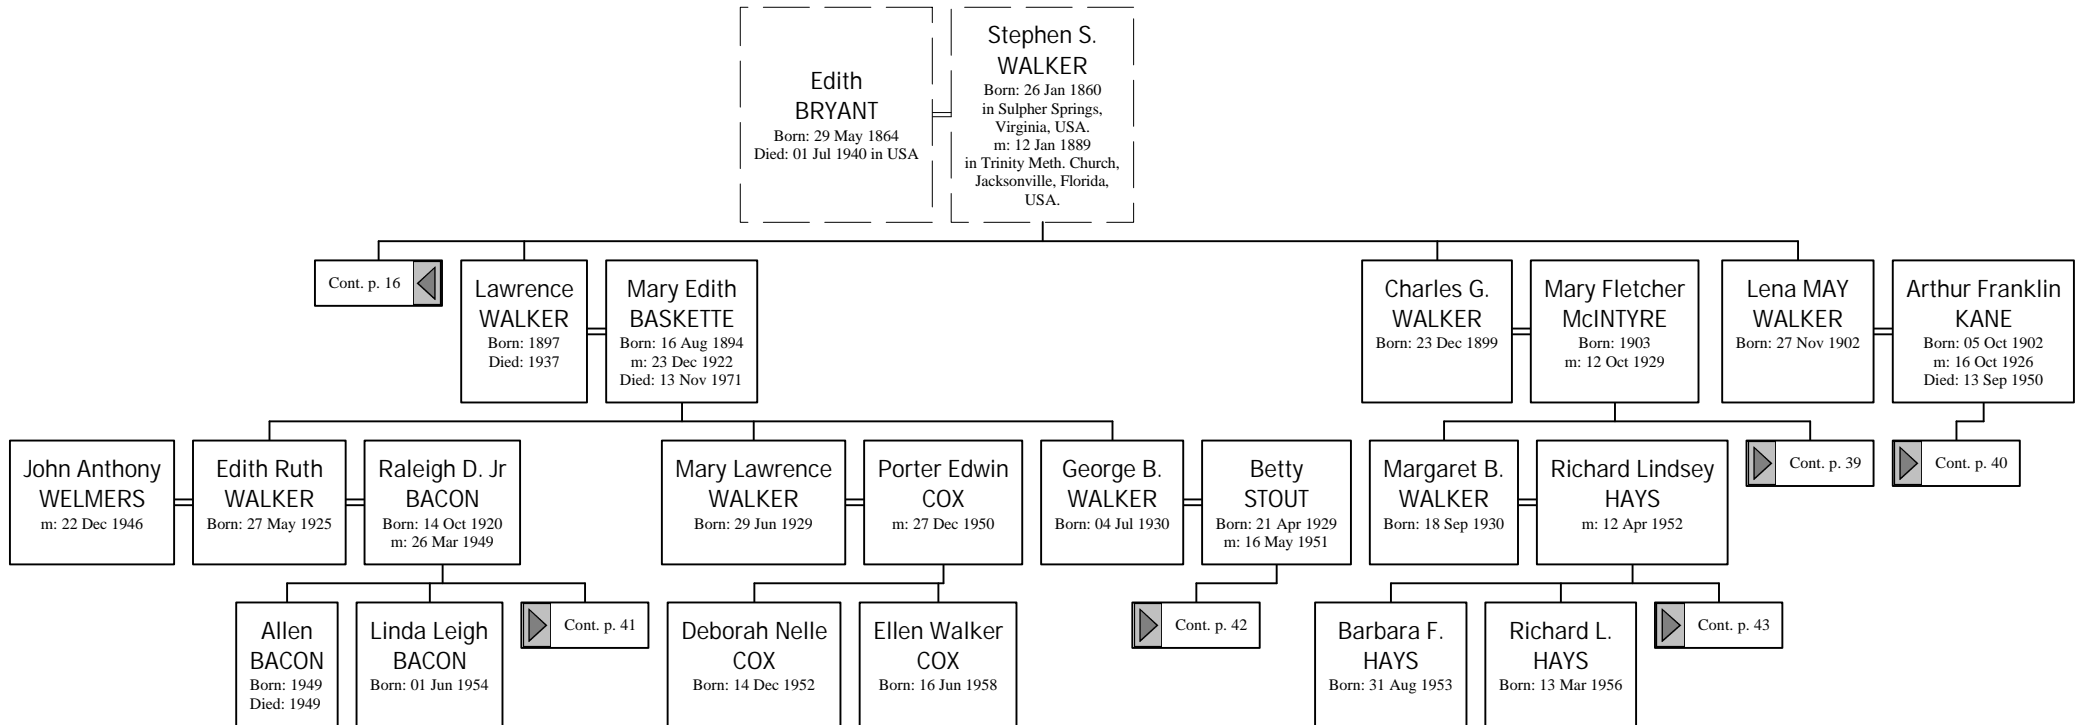 Edith
BRYANT
Born: 29 May 1864
Died: 01 Jul 1940 in USA
Stephen S.
WALKER
Born: 26 Jan 1860
in Sulpher Springs,
Virginia, USA.
m: 12 Jan 1889
in Trinity Meth. Church,
Jacksonville, Florida,
USA.
Cont. p. 16
Lawrence
WALKER
Born: 1897
Died: 1937
Mary Edith
BASKETTE
Born: 16 Aug 1894
m: 23 Dec 1922
Died: 13 Nov 1971
Charles G.
WALKER
Born: 23 Dec 1899
Mary Fletcher
McINTYRE
Born: 1903
m: 12 Oct 1929
Lena MAY
WALKER
Born: 27 Nov 1902
Arthur Franklin
KANE
Born: 05 Oct 1902
m: 16 Oct 1926
Died: 13 Sep 1950
John Anthony
WELMERS
m: 22 Dec 1946
Edith Ruth
WALKER
Born: 27 May 1925
Raleigh D. Jr
BACON
Born: 14 Oct 1920
m: 26 Mar 1949
Mary Lawrence
WALKER
Born: 29 Jun 1929
Porter Edwin
COX
m: 27 Dec 1950
George B.
WALKER
Born: 04 Jul 1930
Betty
STOUT
Born: 21 Apr 1929
m: 16 May 1951
Margaret B.
WALKER
Born: 18 Sep 1930
Richard Lindsey
HAYS
m: 12 Apr 1952
Cont. p. 39
Cont. p. 40
Allen
BACON
Born: 1949
Died: 1949
Linda Leigh
BACON
Born: 01 Jun 1954
Cont. p. 41
Deborah Nelle
COX
Born: 14 Dec 1952
Ellen Walker
COX
Born: 16 Jun 1958
Cont. p. 42
Barbara F.
HAYS
Born: 31 Aug 1953
Richard L.
HAYS
Born: 13 Mar 1956
Cont. p. 43